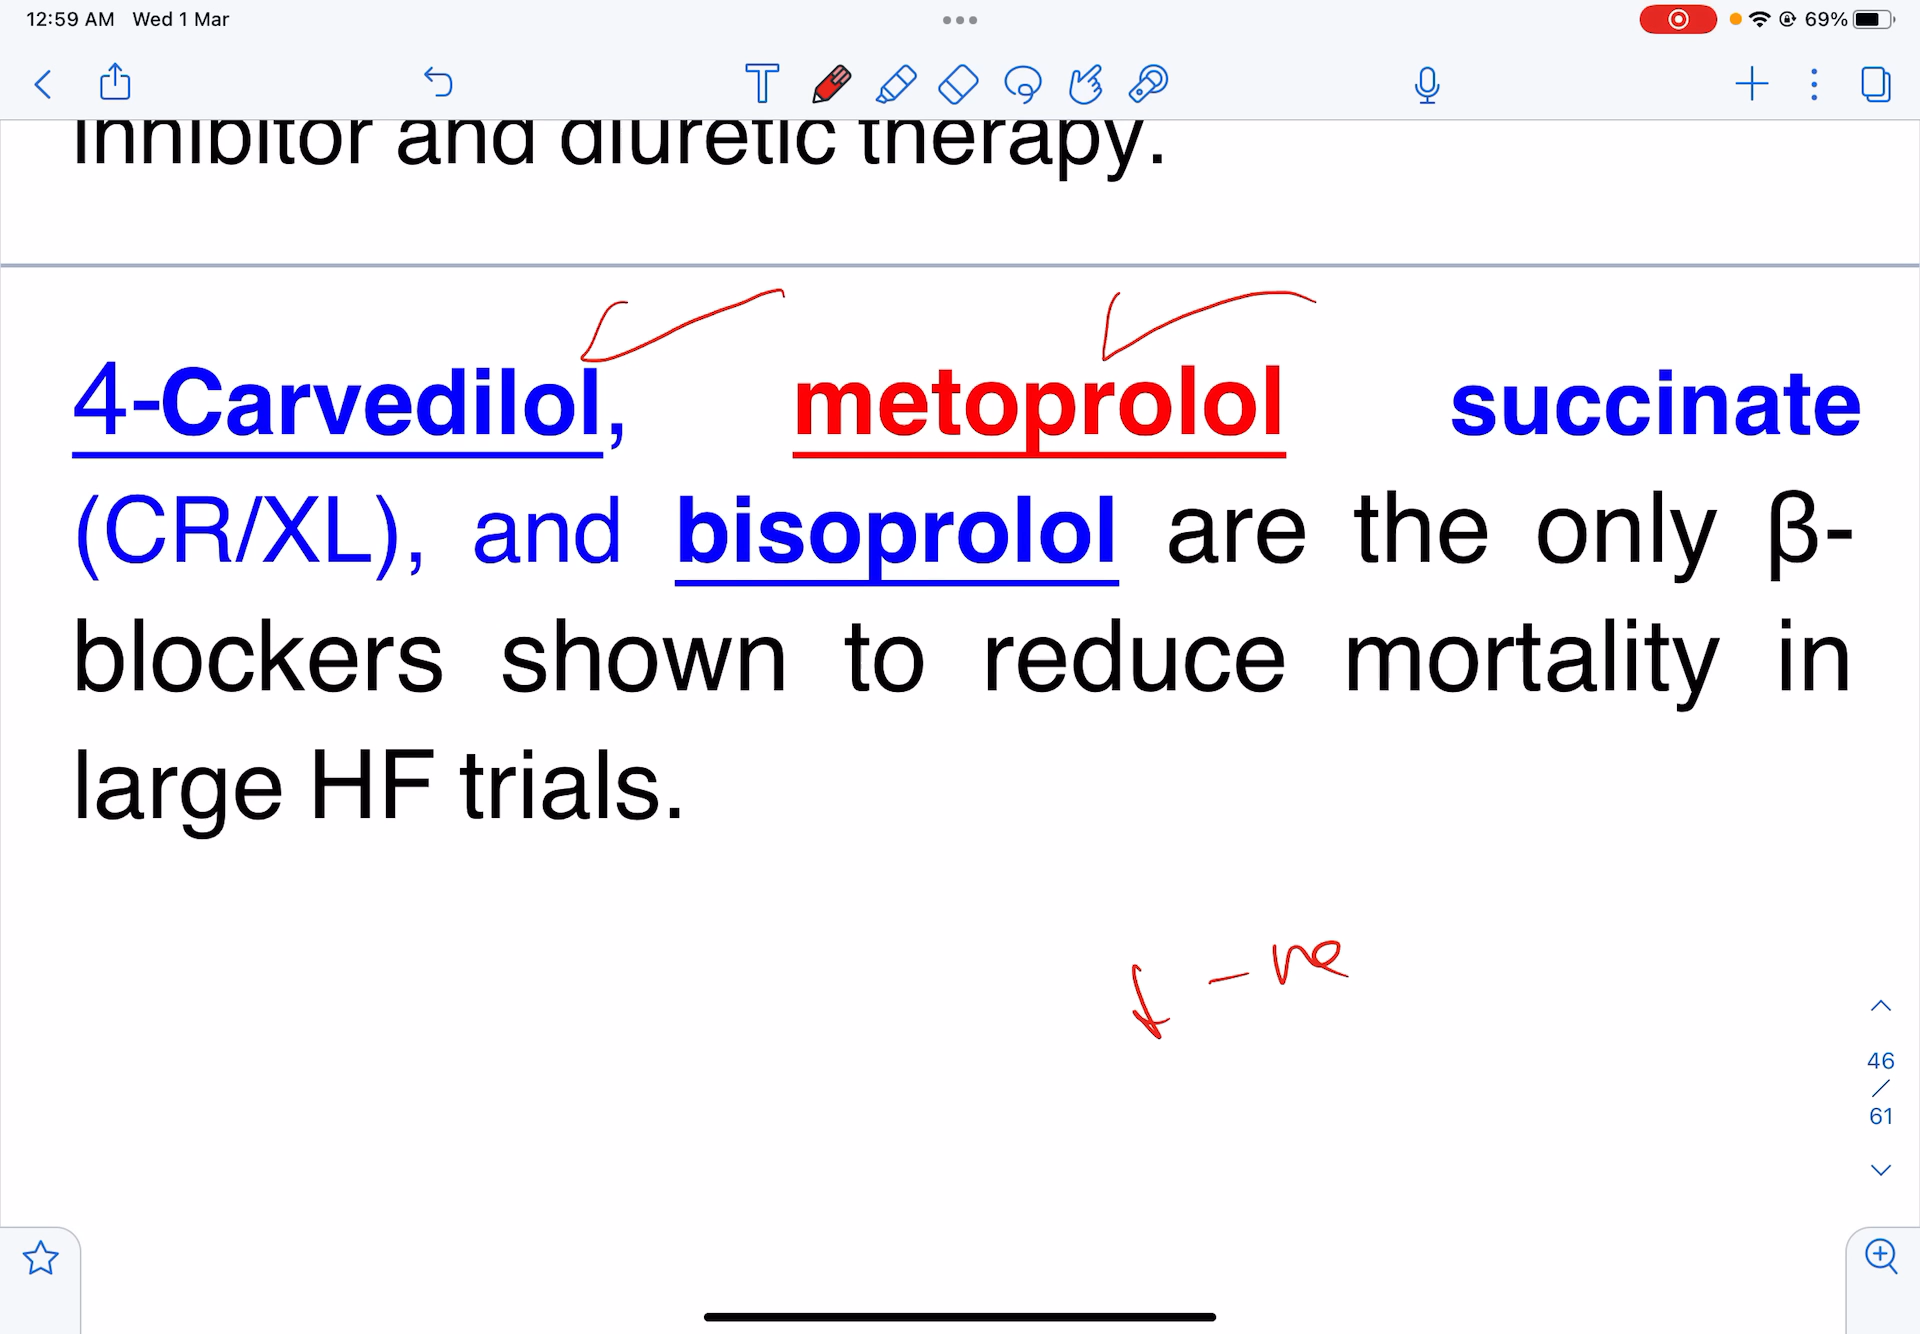 12:59 AM Wed 1 Mar
69%
inhibitor and diuretic therapy.
4-Carvedilol, metoprolol succinate
(CR/XL), and bisoprolol are the only β-
blockers shown to reduce mortality in
large HF trials.
-ve
46
/
61